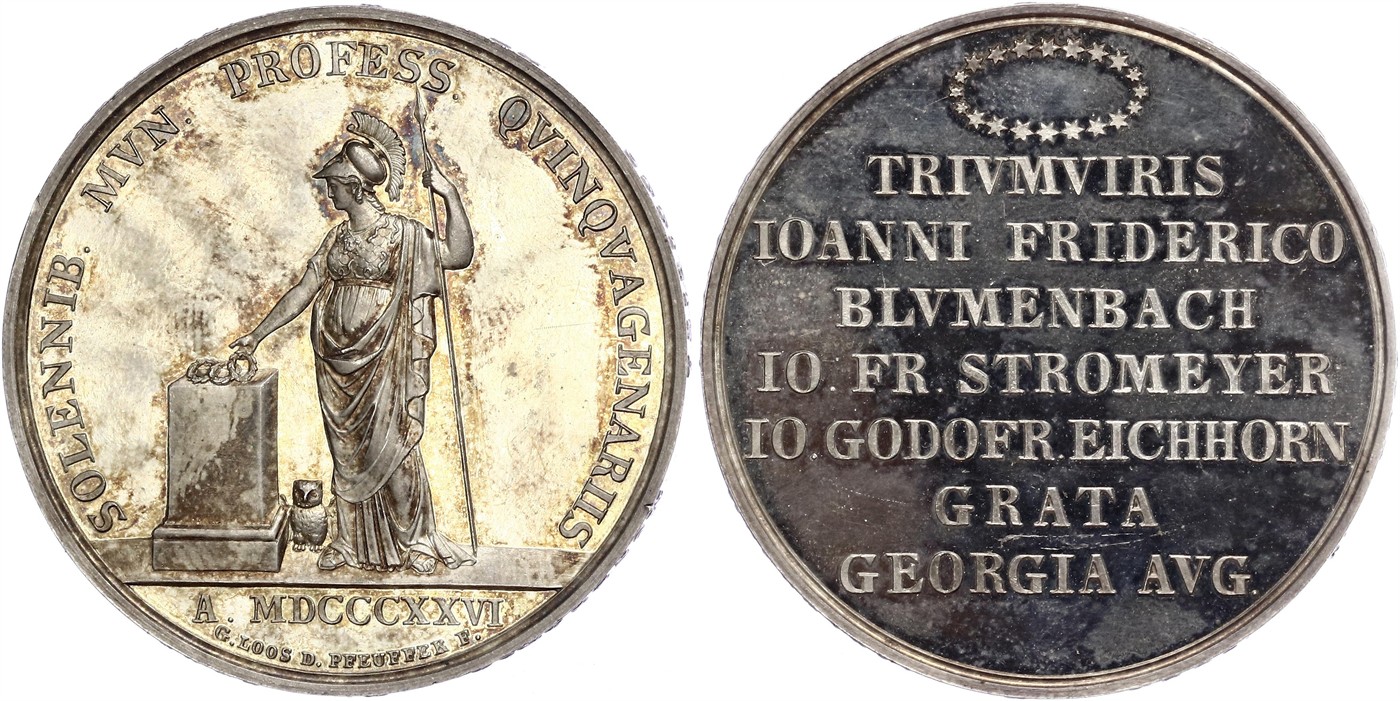 SOLENNIB. MVN. PROFESS. QVINQVAGENARIIS
A. MDCCCXXVI
G. LOOS D. PFEUFFER F.
TRIVMVIRIS
IOANNI FRIDERICO
BLVMENBACH
IO. FR. STROMEYER
IO GODOFR. EICHHORN
GRATA
GEORGIA AVG.